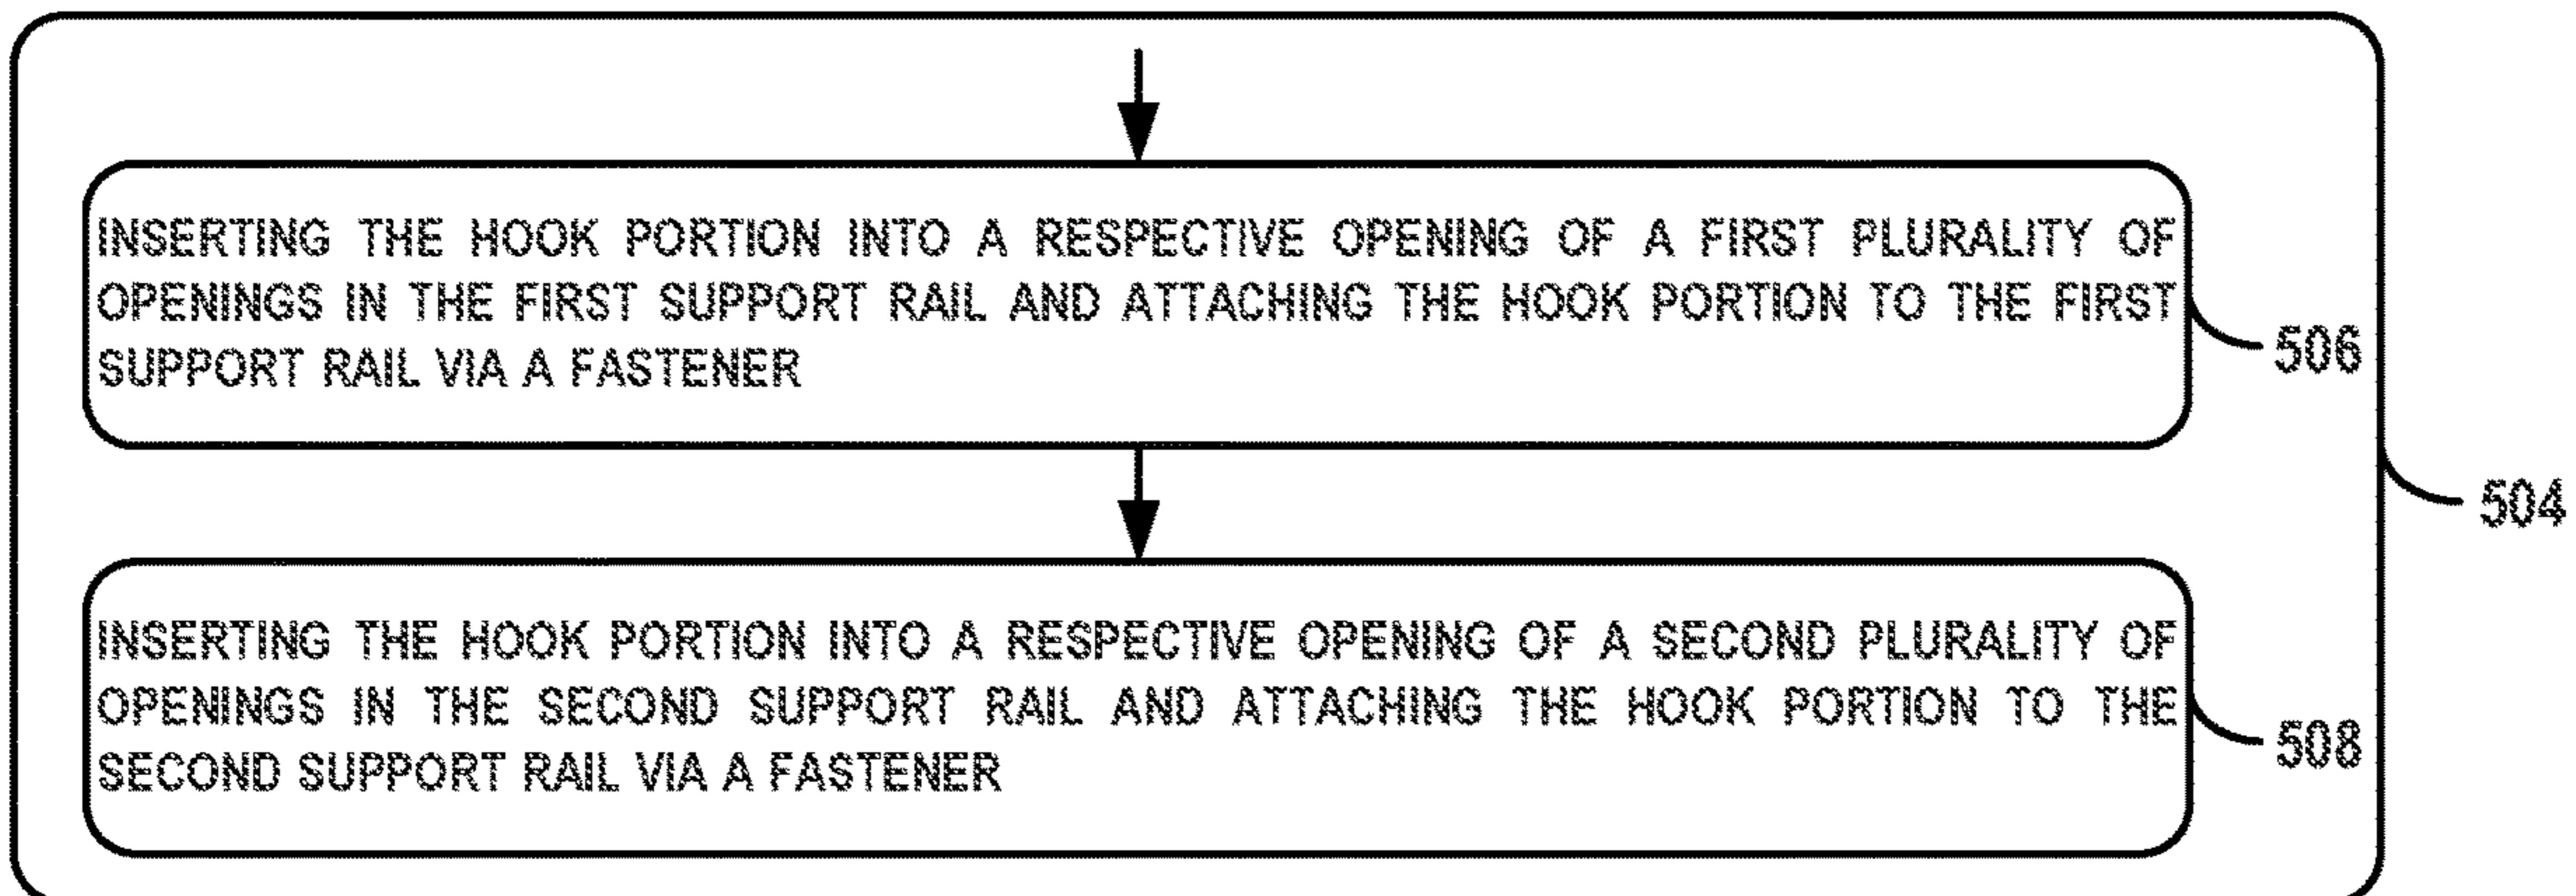 INSERTING THE HOOK PORTION INTO A RESPECTIVE OPENING OF A FIRST PLURALITY OF
OPENINGS IN THE FIRST SUPPORT RAIL AND ATTACHING THE HOOK PORTION TO THE FIRST
SUPPORT RAIL VIA A FASTENER
506
504
INSERTING THE HOOK PORTION INTO A RESPECTIVE OPENING OF A SECOND PLURALITY OF
OPENINGS IN THE SECOND SUPPORT RAIL AND ATTACHING THE HOOK PORTION TO THE
SECOND SUPPORT RAIL VIA A FASTENER
508